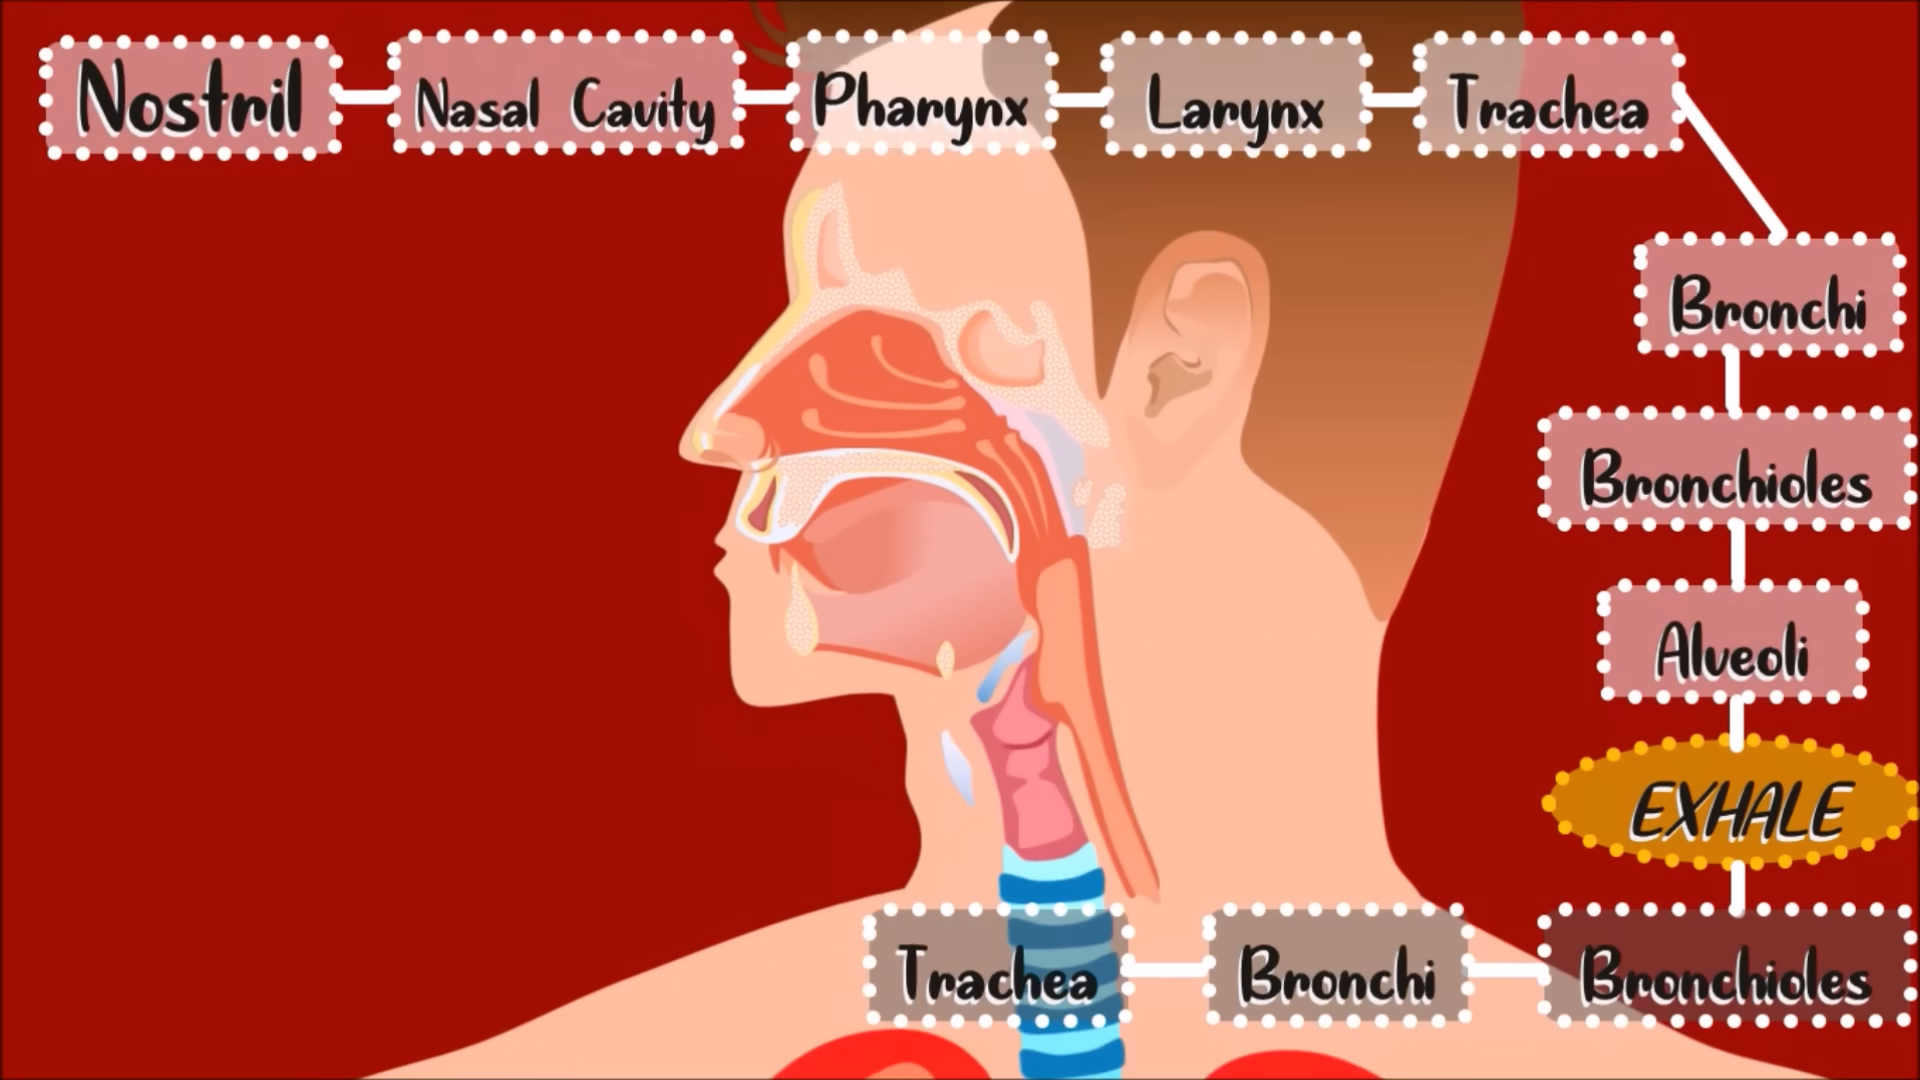 Nostril
Nasal Cavity
Pharynx
Larynx
Trachea
Bronchi
Bronchioles
Alveoli
EXHALE
Bronchioles
Bronchi
Trachea